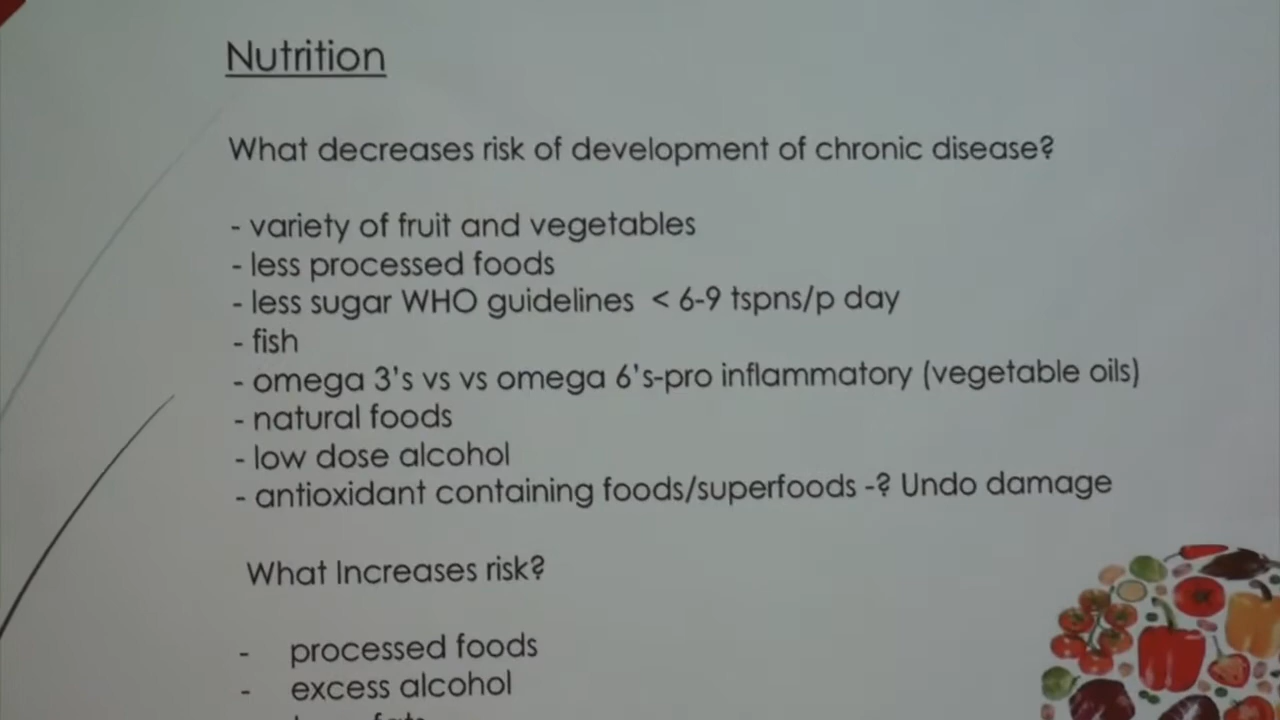 Nutrition
What decreases risk of development of chronic disease?
- variety of fruit and vegetables
- less processed foods
- less sugar WHO guidelines < 6-9 tspns/p day
- fish
- omega 3's vs vs omega 6's-pro inflammatory (vegetable oils)
- natural foods
- low dose alcohol
- antioxidant containing foods/superfoods -? Undo damage
What Increases risk?
- processed foods
- excess alcohol